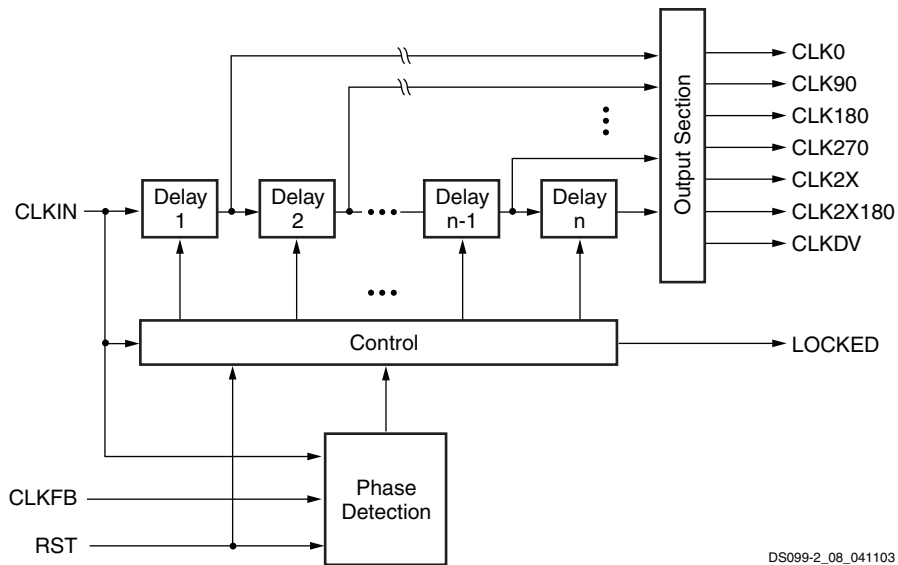 CLK0
CLK90
CLK180
CLK270
CLK2X
CLK2X180
CLKDV
Output Section
CLKIN
Delay
1
Delay
2
Delay
n-1
Delay
n
Control
LOCKED
Phase
Detection
CLKFB
RST
DS099-2_08_041103